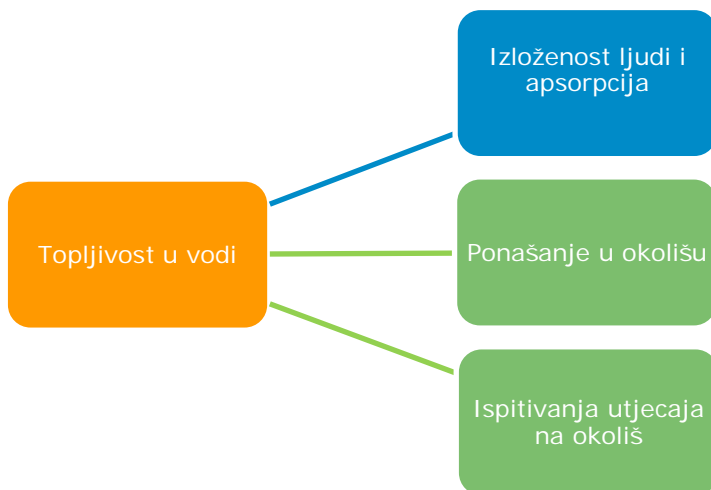 Izloženost ljudi i
apsorpcija
Topljivost u vodi
Ponašanje u okolišu
Ispitivanja utjecaja
na okoliš